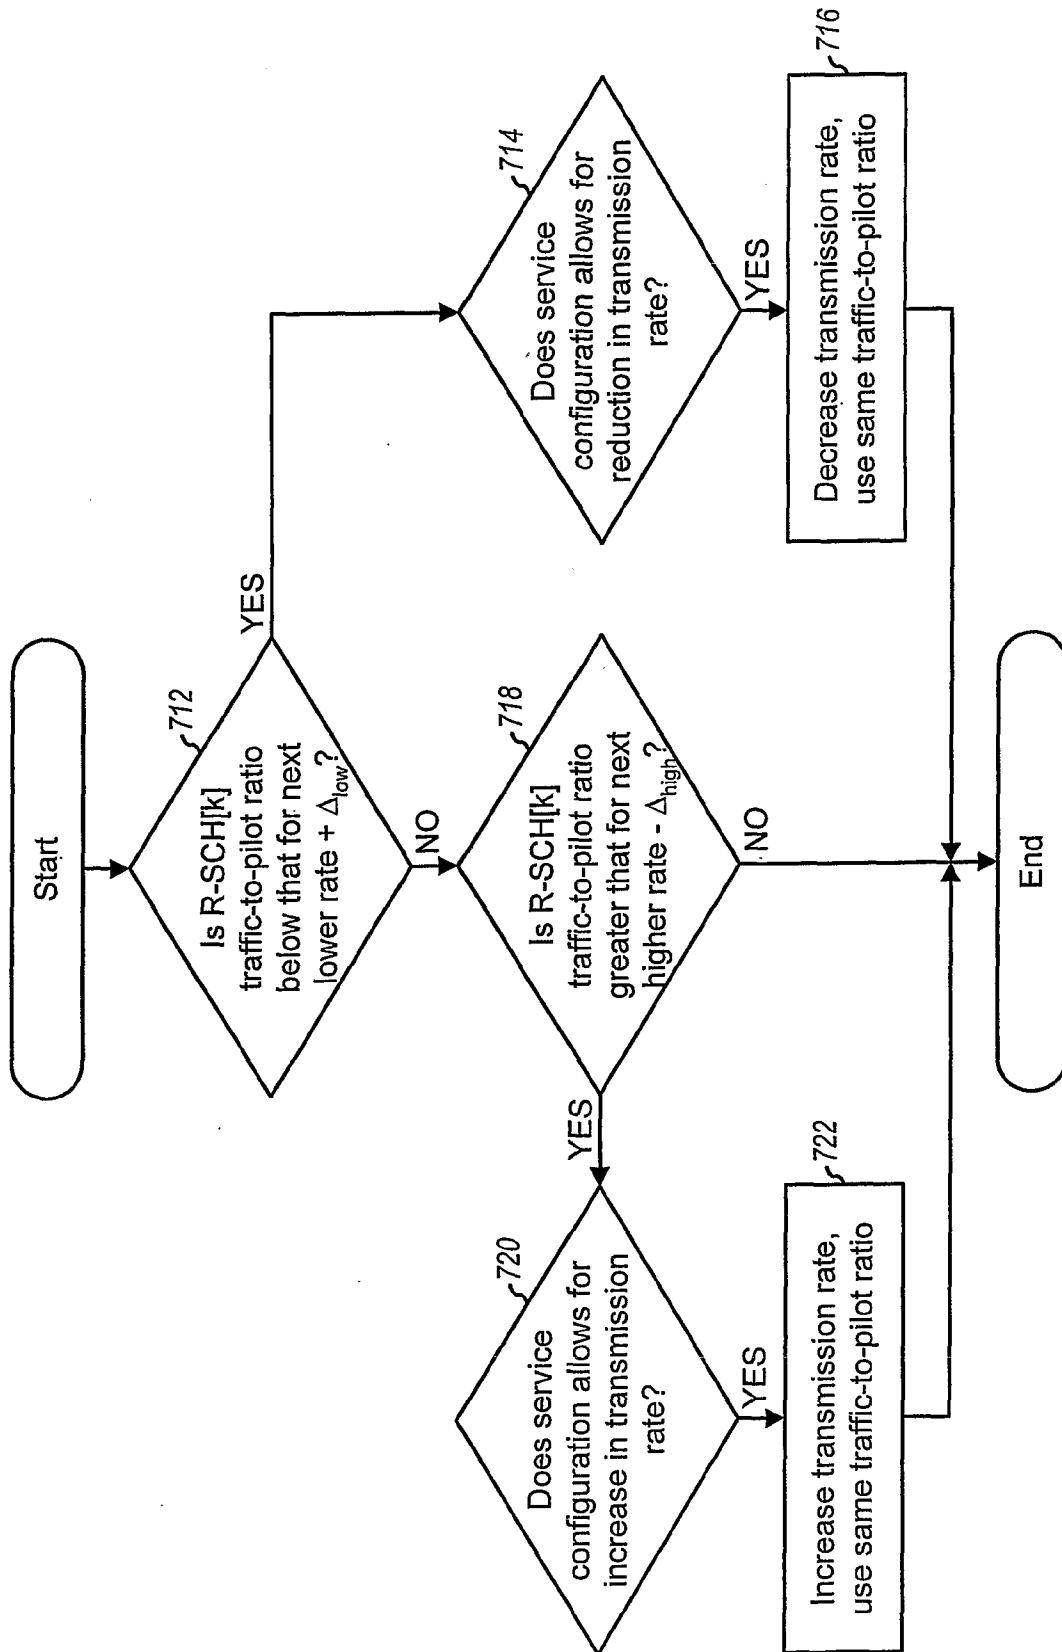 Start
Is R-SCH[k]
traffic-to-pilot ratio
below that for next
lower rate + Δlow?
712
YES
NO
Does service
configuration allows for
reduction in transmission
rate?
714
YES
Decrease transmission rate,
use same traffic-to-pilot ratio
716
Is R-SCH[k]
traffic-to-pilot ratio
greater that for next
higher rate - Δhigh?
718
YES
NO
Does service
configuration allows for
increase in transmission
rate?
720
YES
Increase transmission rate,
use same traffic-to-pilot ratio
722
End